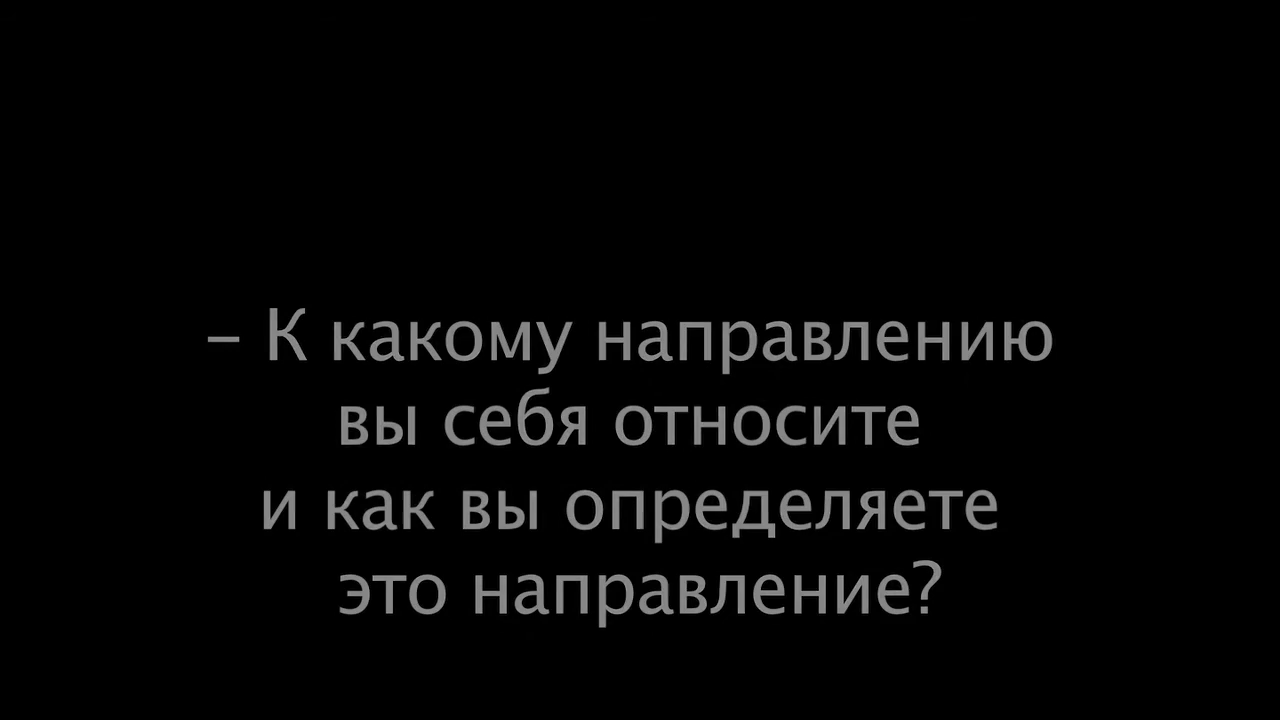 – К какому направлению
вы себя относите
и как вы определяете
это направление?